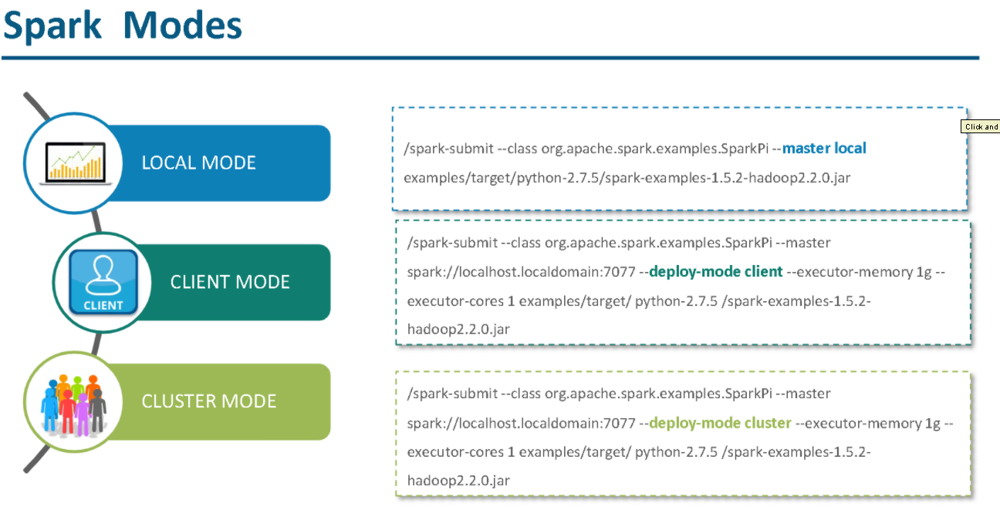 Spark Modes
LOCAL MODE
/spark-submit --class org.apache.spark.examples.SparkPi --master local
examples/target/python-2.7.5/spark-examples-1.5.2-hadoop2.2.0.jar
Click and
CLIENT
CLIENT MODE
/spark-submit --class org.apache.spark.examples.SparkPi --master
spark://localhost.localdomain:7077 --deploy-mode client --executor-memory 1g --
executor-cores 1 examples/target/ python-2.7.5 /spark-examples-1.5.2-
hadoop2.2.0.jar
CLUSTER MODE
/spark-submit --class org.apache.spark.examples.SparkPi --master
spark://localhost.localdomain:7077 --deploy-mode cluster --executor-memory 1g --
executor-cores 1 examples/target/ python-2.7.5 /spark-examples-1.5.2-
hadoop2.2.0.jar